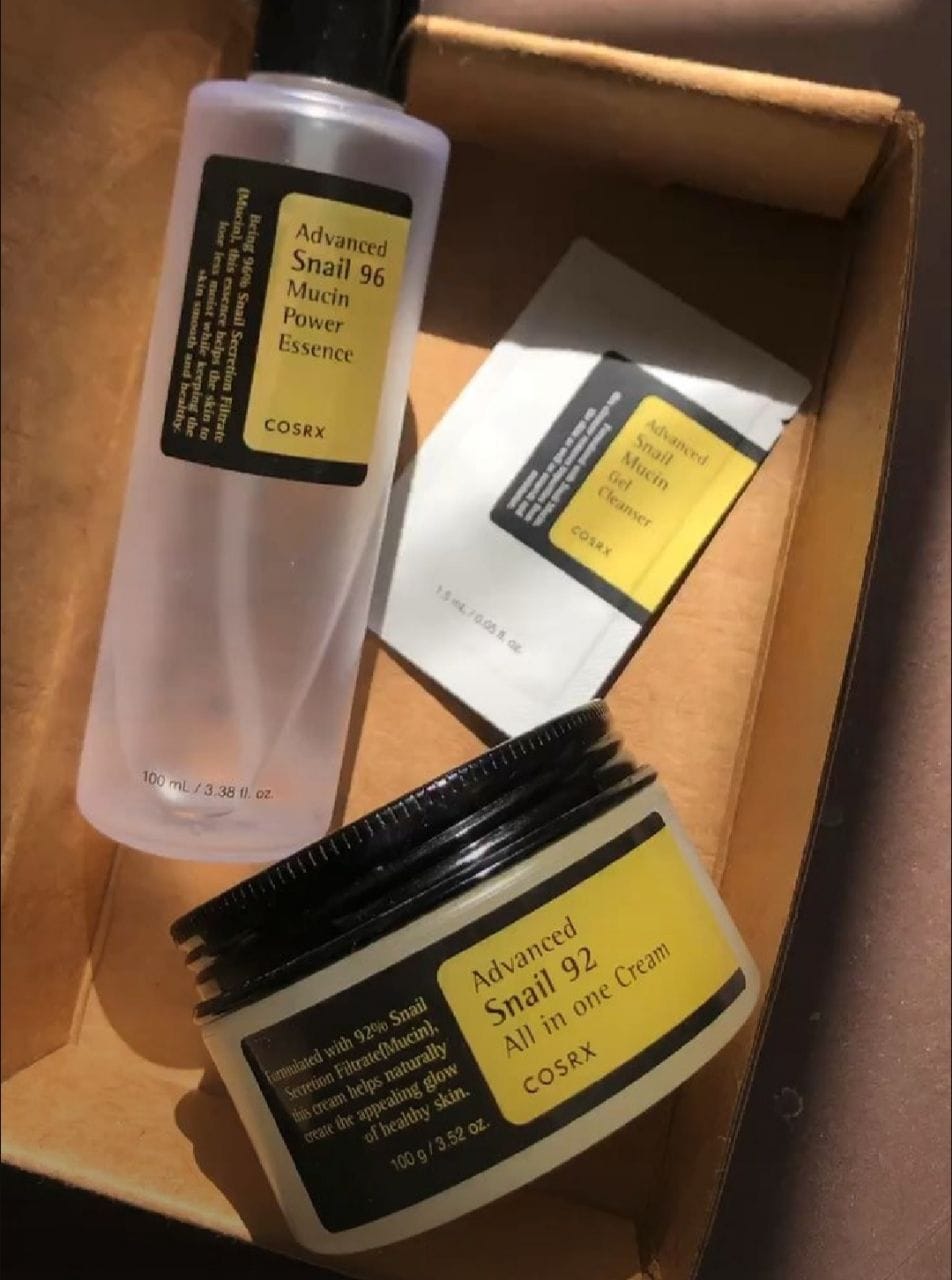 Advanced
Snail 96
Mucin
Power
Essence
COSRX
Being 96% Snail Secretion Filtrate
(Mucin), this essence helps the skin to
lose less moist while keeping the
skin smooth and healthy.
100 mL / 3.38 fl. oz.
Advanced
Snail
Mucin
Gel
Cleanser
COSRX
1.5 mL / 0.05 fl. oz.
Advanced
Snail 92
All in one Cream
COSRX
Formulated with 92% Snail
Secretion Filtrate(Mucin),
this cream helps naturally
create the appealing glow
of healthy skin.
100 g / 3.52 oz.